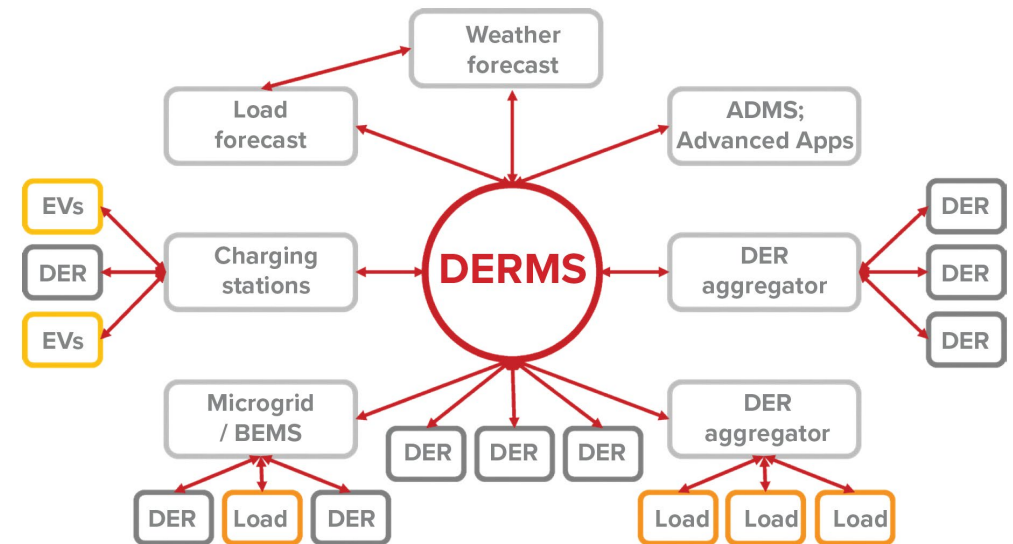 Weather
forecast
Load
forecast
ADMS;
Advanced Apps
EVs
DER
DER
EVs
Charging
stations
DERMS
DER
aggregator
DER
DER
Microgrid
/ BEMS
DER
DER
DER
DER
aggregator
DER
Load
DER
Load
Load
Load